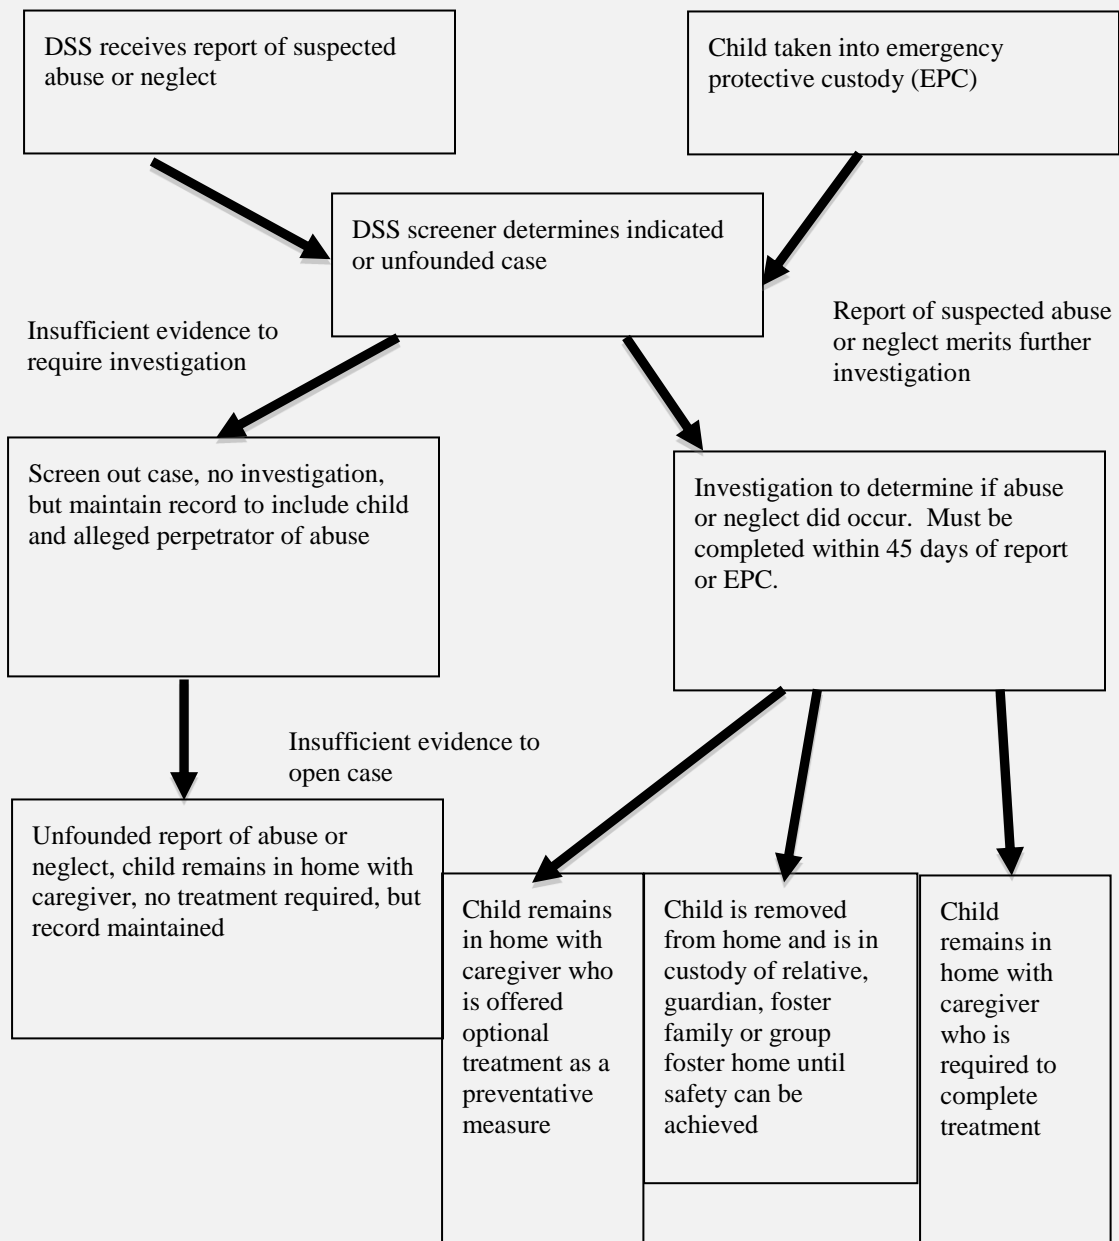 DSS receives report of suspected
abuse or neglect
Child taken into emergency
protective custody (EPC)
DSS screener determines indicated
or unfounded case
Insufficient evidence to
require investigation
Report of suspected abuse
or neglect merits further
investigation
Screen out case, no investigation,
but maintain record to include child
and alleged perpetrator of abuse
Investigation to determine if abuse
or neglect did occur.  Must be
completed within 45 days of report
or EPC.
Insufficient evidence to
open case
Unfounded report of abuse or
neglect, child remains in home with
caregiver, no treatment required, but
record maintained
Child remains
in home with
caregiver who
is offered
optional
treatment as a
preventative
measure
Child is removed
from home and is in
custody of relative,
guardian, foster
family or group
foster home until
safety can be
achieved
Child
remains in
home with
caregiver
who is
required to
complete
treatment